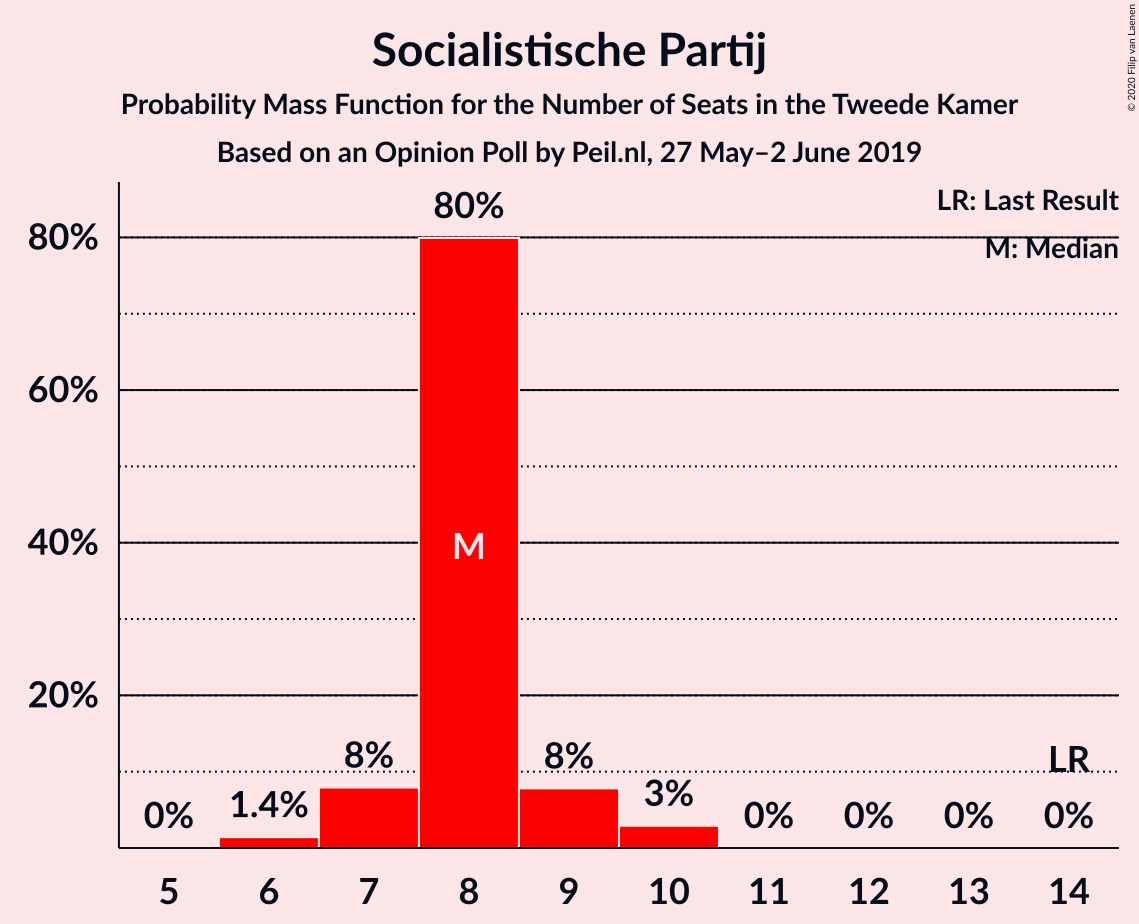 Socialistische Partij
Probability Mass Function for the Number of Seats in the Tweede Kamer
Based on an Opinion Poll by Peil.nl, 27 May–2 June 2019
© 2020 Filip van Laenen
LR: Last Result
M: Median
80%
60%
40%
20%
0%
1.4%
8%
80%
M
8%
3%
0%
0%
0%
LR
0%
5 6 7 8 9 10 11 12 13 14